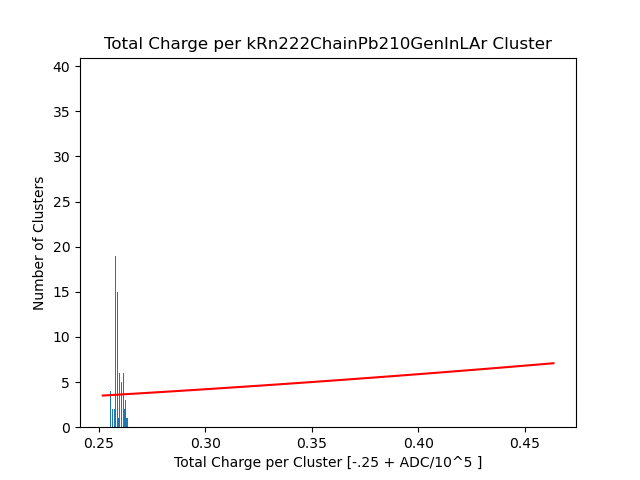 Total Charge per kRn222ChainPb210GenInLAr Cluster
40
35
30
25
20
15
10
5
0
Number of Clusters
0.25 0.30 0.35 0.40 0.45
Total Charge per Cluster [-.25 + ADC/10^5 ]